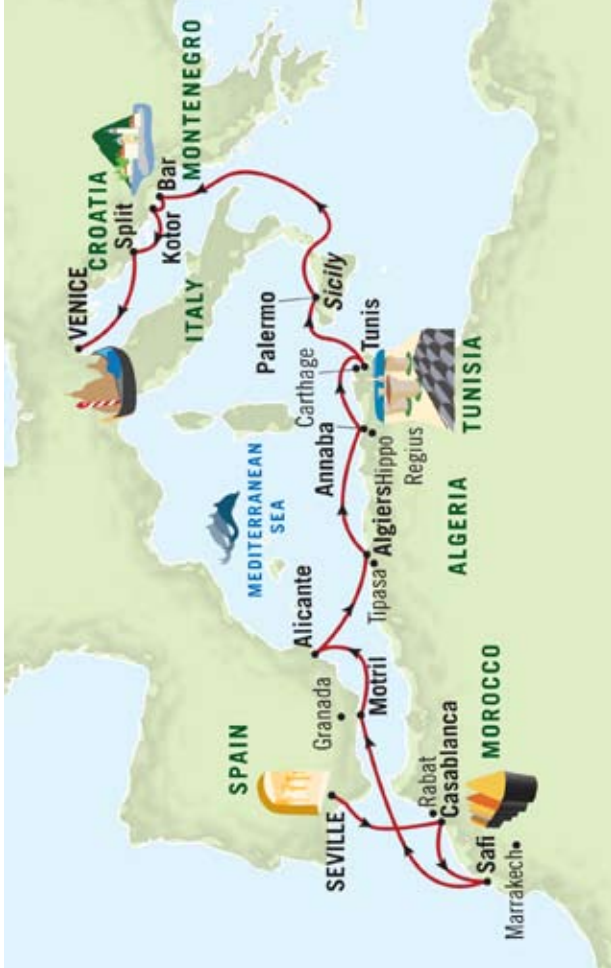 VENICE
CROATIA
Split
MONTENEGRO
Bar
Kotor
ITALY
Palermo
Sicily
Carthage
Tunis
TUNISIA
Annaba
Hippo
Regius
MEDITERRANEAN
SEA
Algiers
Tipasa
ALGERIA
Alicante
Granada
Motril
SPAIN
SEVILLE
Rabat
Casablanca
MOROCCO
Safi
Marrakech